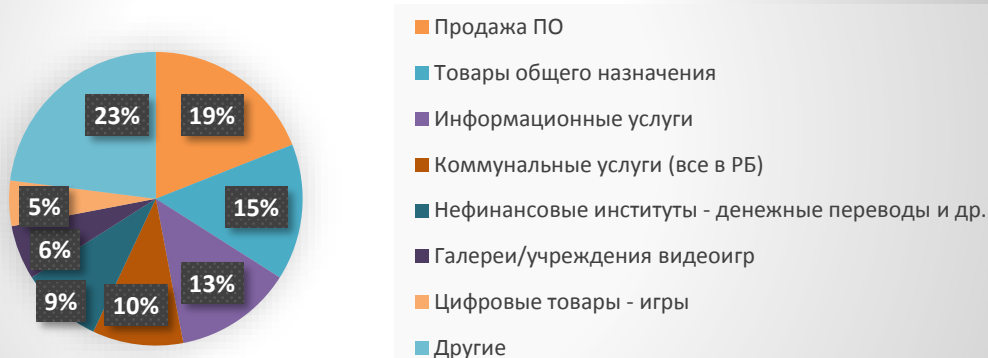 23%
19%
5%
15%
6%
13%
9%
10%
Продажа ПО
Товары общего назначения
Информационные услуги
Коммунальные услуги (все в РБ)
Нефинансовые институты - денежные переводы и др.
Галереи/учреждения видеоигр
Цифровые товары - игры
Другие